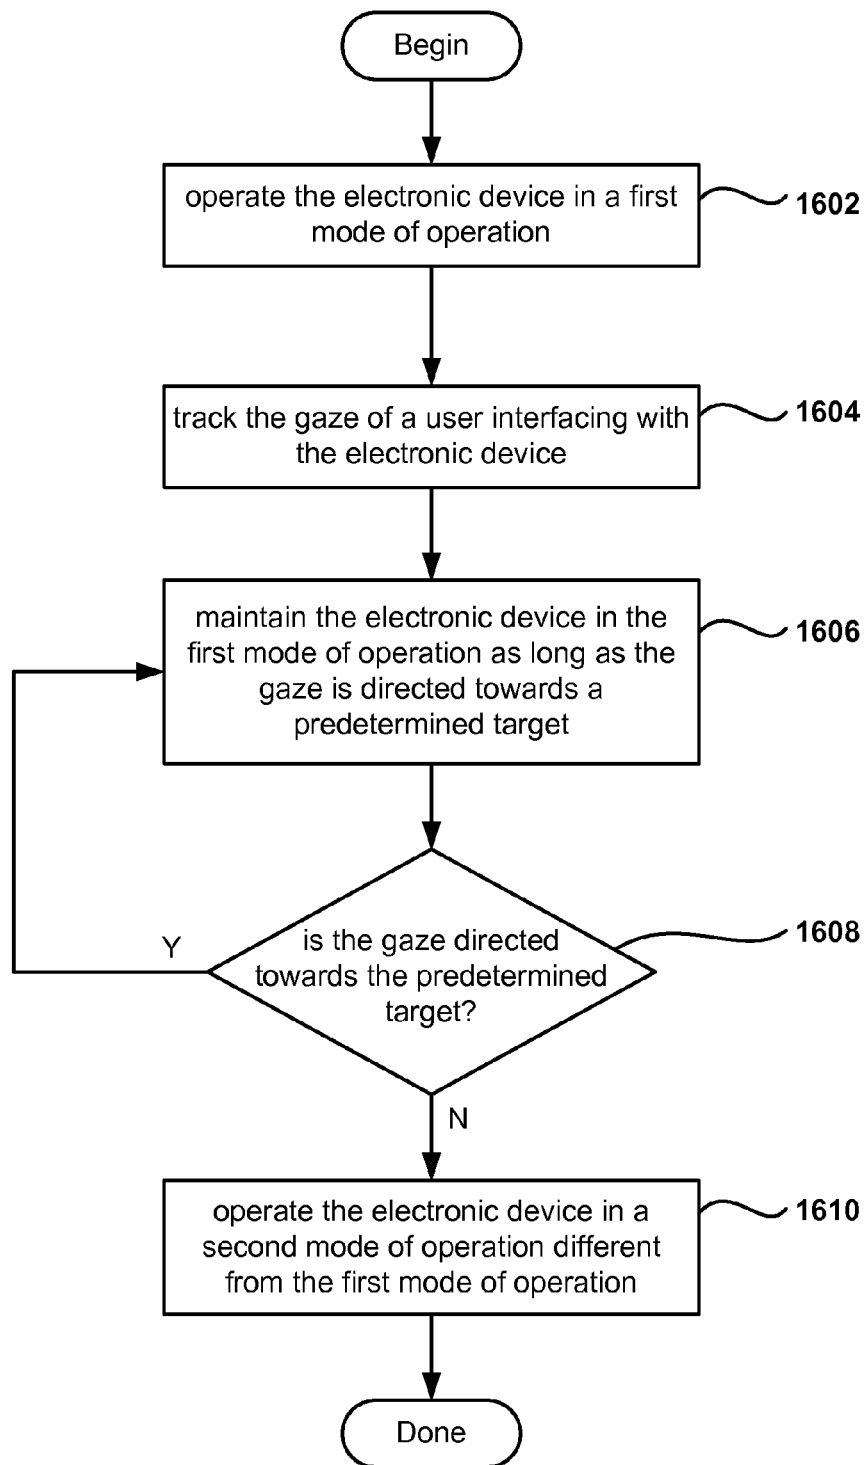 Begin
operate the electronic device in a first
mode of operation
1602
track the gaze of a user interfacing with
the electronic device
1604
maintain the electronic device in the
first mode of operation as long as the
gaze is directed towards a
predetermined target
1606
is the gaze directed
towards the predetermined
target?
1608
Y
N
operate the electronic device in a
second mode of operation different
from the first mode of operation
1610
Done